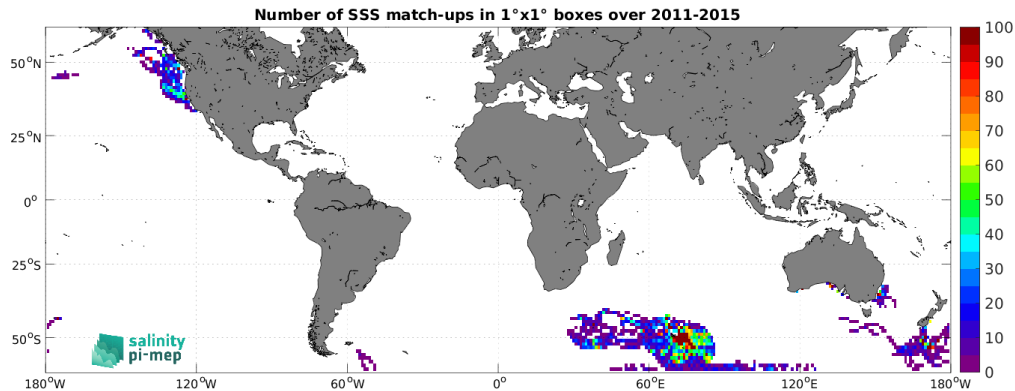 Number of SSS match-ups in 1°x1° boxes over 2011-2015
100
90
80
70
60
50
40
30
20
10
0
50°N
25°N
0°
25°S
50°S
salinity
pi-mep
180°W 120°W 60°W 0° 60°E 120°E 180°W